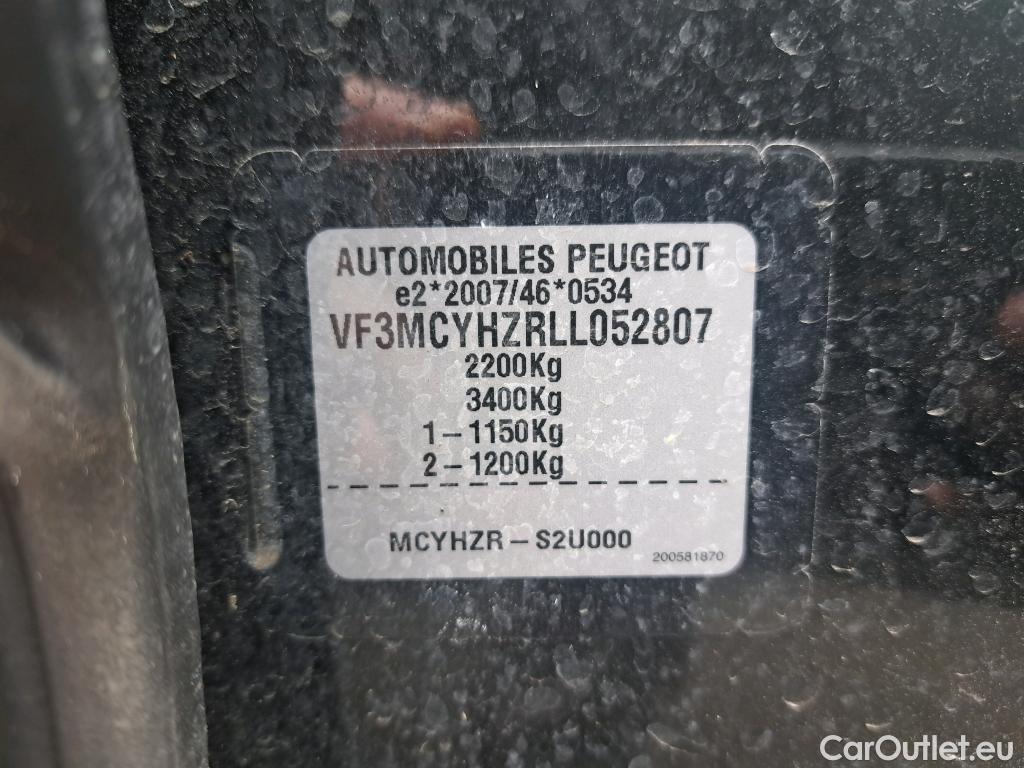 AUTOMOBILES PEUGEOT
e2*2007/46*0534
VF3MCYHZRLL052807
2200Kg
3400Kg
1-1150Kg
2-1200Kg
MCYHZR-S2U000
200581870
CarOutlet.eu